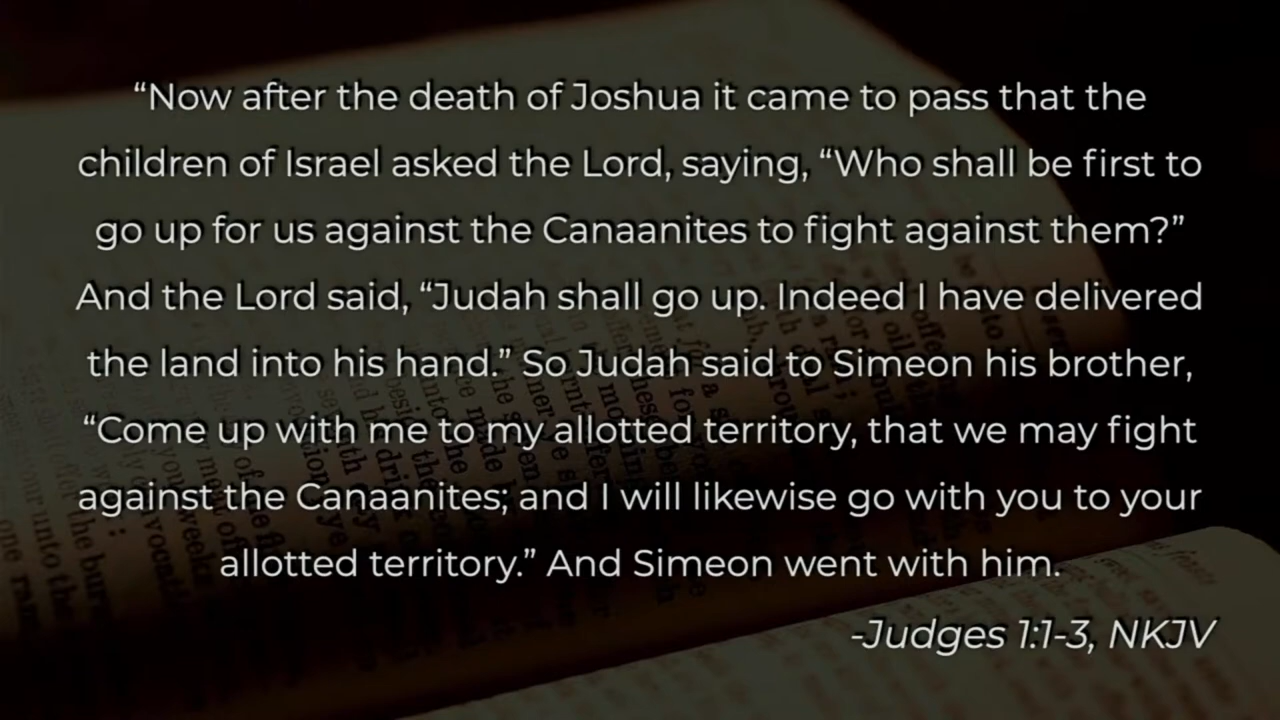 “Now after the death of Joshua it came to pass that the
children of Israel asked the Lord, saying, “Who shall be first to
go up for us against the Canaanites to fight against them?”
And the Lord said, “Judah shall go up. Indeed I have delivered
the land into his hand.” So Judah said to Simeon his brother,
“Come up with me to my allotted territory, that we may fight
against the Canaanites; and I will likewise go with you to your
allotted territory.” And Simeon went with him.
-Judges 1:1-3, NKJV